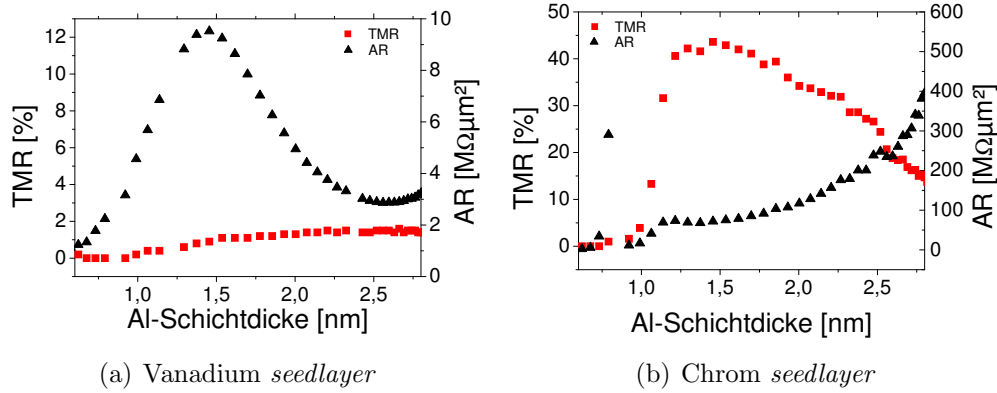 12
10
8
6
4
2
0
TMR [%]
10
8
6
4
2
0
AR [MΩµm²]
TMR
AR
1,0
1,5
2,0
2,5
Al-Schichtdicke [nm]
(a) Vanadium seedlayer
50
40
30
20
10
0
TMR [%]
600
500
400
300
200
100
0
AR [MΩµm²]
TMR
AR
1,0
1,5
2,0
2,5
Al-Schichtdicke [nm]
(b) Chrom seedlayer